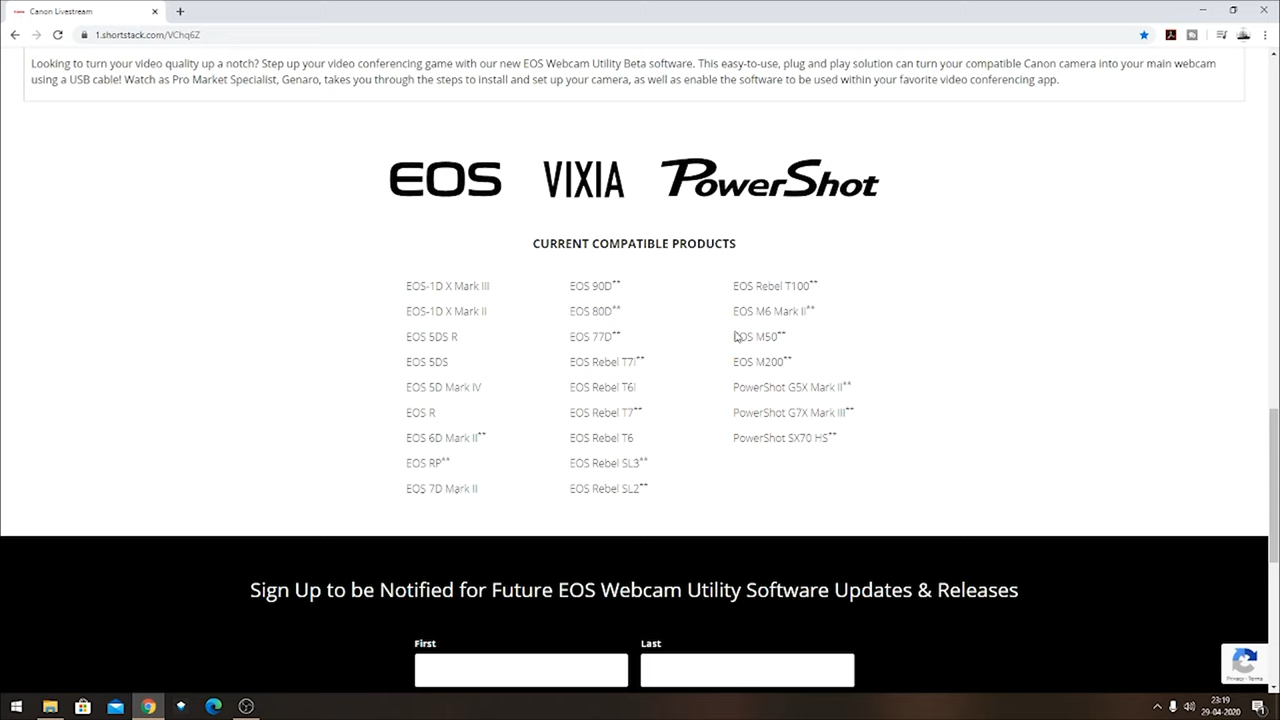 Canon Livestream
1.shortstack.com/VChq6Z
Looking to turn your video quality up a notch? Step up your video conferencing game with our new EOS Webcam Utility Beta software. This easy-to-use, plug and play solution can turn your compatible Canon camera into your main webcam
using a USB cable! Watch as Pro Market Specialist, Genaro, takes you through the steps to install and set up your camera, as well as enable the software to be used within your favorite video conferencing app.
EOS VIXIA PowerShot
CURRENT COMPATIBLE PRODUCTS
EOS-1D X Mark III
EOS-1D X Mark II
EOS 5DS R
EOS 5DS
EOS 5D Mark IV
EOS R
EOS 6D Mark II**
EOS RP**
EOS 7D Mark II
EOS 90D**
EOS 80D**
EOS 77D**
EOS Rebel T7i**
EOS Rebel T6i
EOS Rebel T7**
EOS Rebel T6
EOS Rebel SL3**
EOS Rebel SL2**
EOS Rebel T100**
EOS M6 Mark II**
EOS M50**
EOS M200**
PowerShot G5X Mark II**
PowerShot G7X Mark III**
PowerShot SX70 HS**
Sign Up to be Notified for Future EOS Webcam Utility Software Updates & Releases
First Last
Privacy - Terms
23:19
29-04-2020